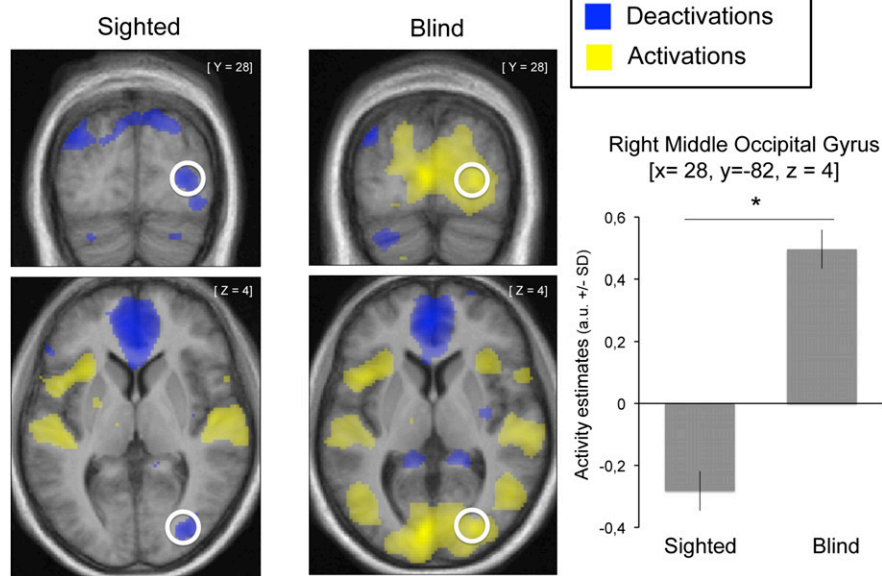 Sighted
Blind
Deactivations
Activations
[ Y = 28]
[ Y = 28]
[ Z = 4]
[ Z = 4]
Right Middle Occipital Gyrus
[x= 28, y=-82, z = 4]
*
Activity estimates (a.u. +/- SD)
0,6
0,4
0,2
0
-0,2
-0,4
Sighted
Blind